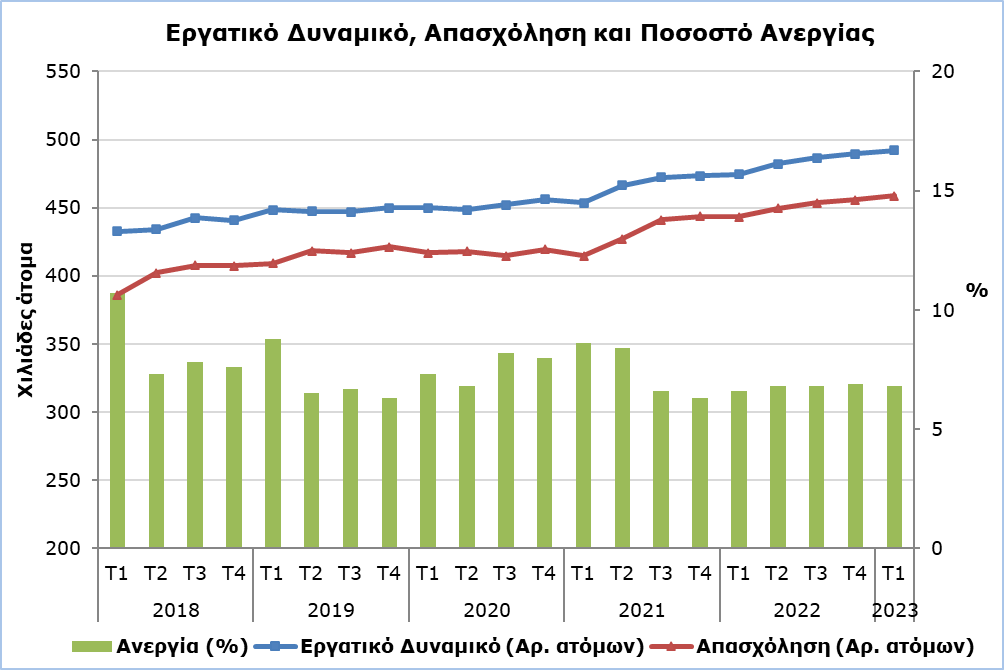 Εργατικό Δυναμικό, Απασχόληση και Ποσοστό Ανεργίας
Χιλιάδες άτομα
550
500
450
400
350
300
250
200
20
15
10
5
0
%
Τ1 Τ2 Τ3 Τ4 Τ1 Τ2 Τ3 Τ4 Τ1 Τ2 Τ3 Τ4 Τ1 Τ2 Τ3 Τ4 Τ1 Τ2 Τ3 Τ4 Τ1
2018 2019 2020 2021 2022 2023
Ανεργία (%) Εργατικό Δυναμικό (Αρ. ατόμων) Απασχόληση (Αρ. ατόμων)